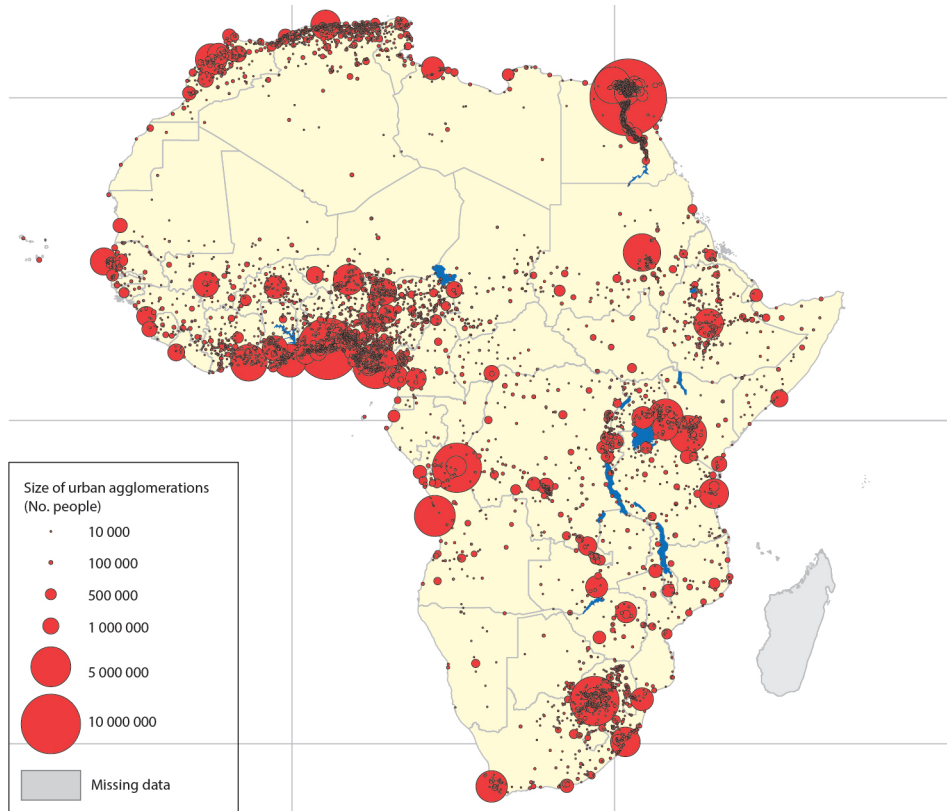 Size of urban agglomerations
(No. people)
10 000
100 000
500 000
1 000 000
5 000 000
10 000 000
Missing data